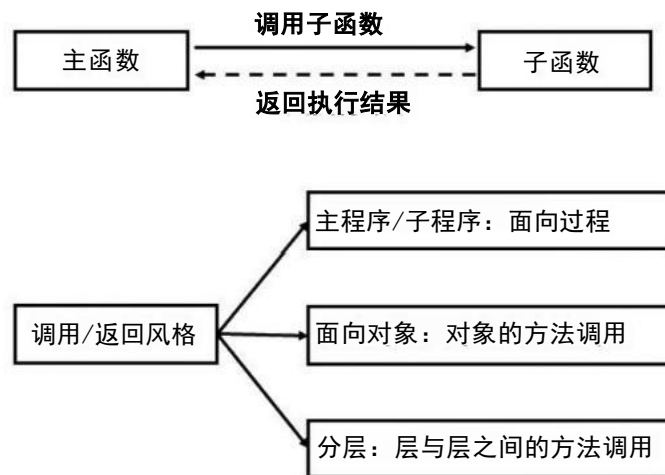 调用子函数
主函数
子函数
返回执行结果
主程序/子程序：面向过程
调用/返回风格
面向对象：对象的方法调用
分层：层与层之间的方法调用